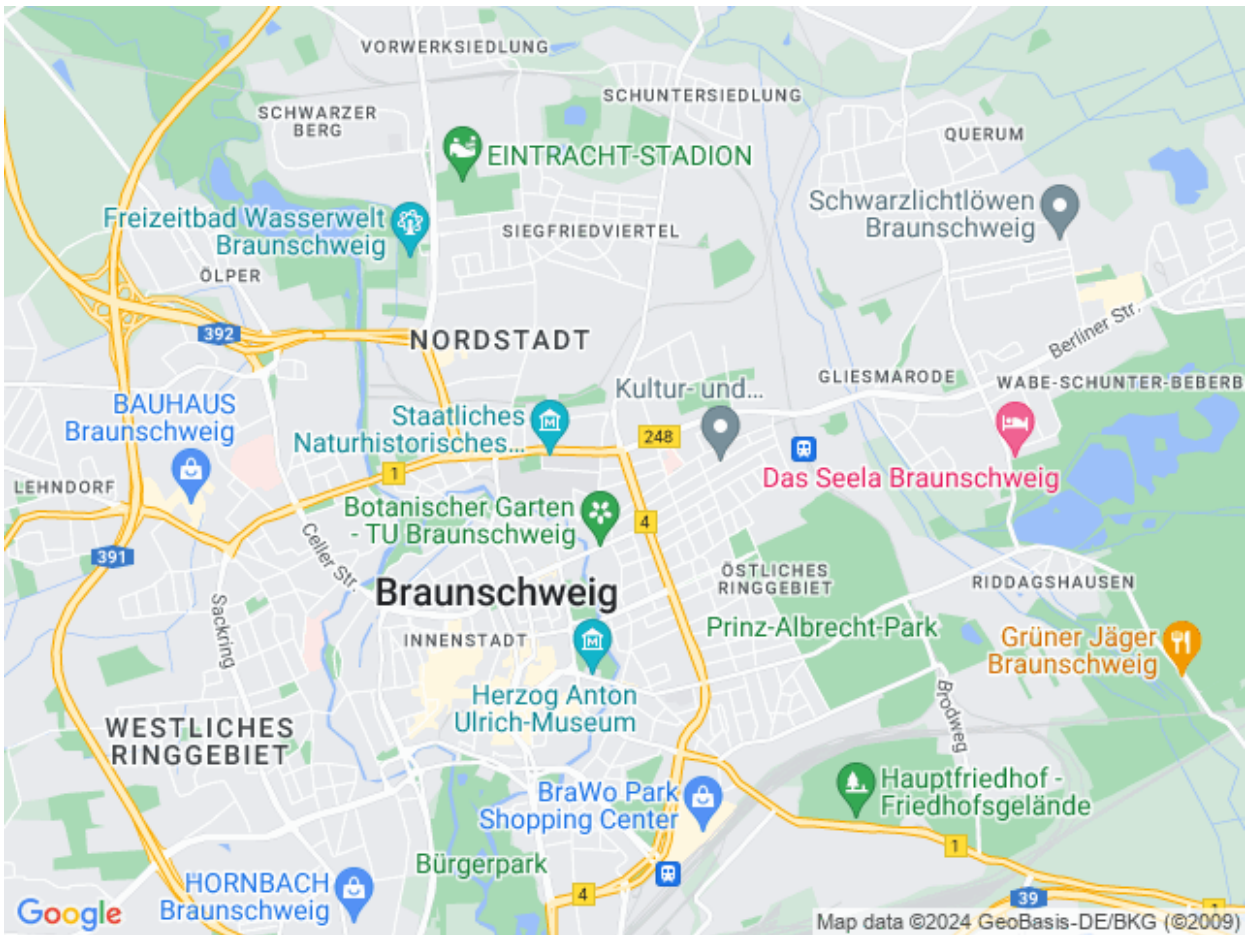 VORWERKSIEDLUNG
SCHUNTERSIEDLUNG
SCHWARZER
BERG
QUERUM
EINTRACHT-STADION
Schwarzlichtlöwen
Braunschweig
Freizeitbad Wasserwelt
Braunschweig
SIEGFRIEDVIERTEL
ÖLPER
392
NORDSTADT
Berliner Str.
GLIESMARODE
WABE-SCHUNTER-BEBERB
Kultur- und...
BAUHAUS
Braunschweig
Staatliches
Naturhistorisches...
248
1
Das Seela Braunschweig
LEHNDORF
Botanischer Garten
- TU Braunschweig
4
391
Celler Str.
Braunschweig
ÖSTLICHES
RINGGEBIET
RIDDAGSHAUSEN
Sackring
INNENSTADT
Prinz-Albrecht-Park
Grüner Jäger
Braunschweig
Herzog Anton
Ulrich-Museum
Brodweg
WESTLICHES
RINGGEBIET
Hauptfriedhof -
Friedhofsgelände
BraWo Park
Shopping Center
1
Bürgerpark
HORNBACH
Braunschweig
4
39
1
Google
Map data ©2024 GeoBasis-DE/BKG (©2009)